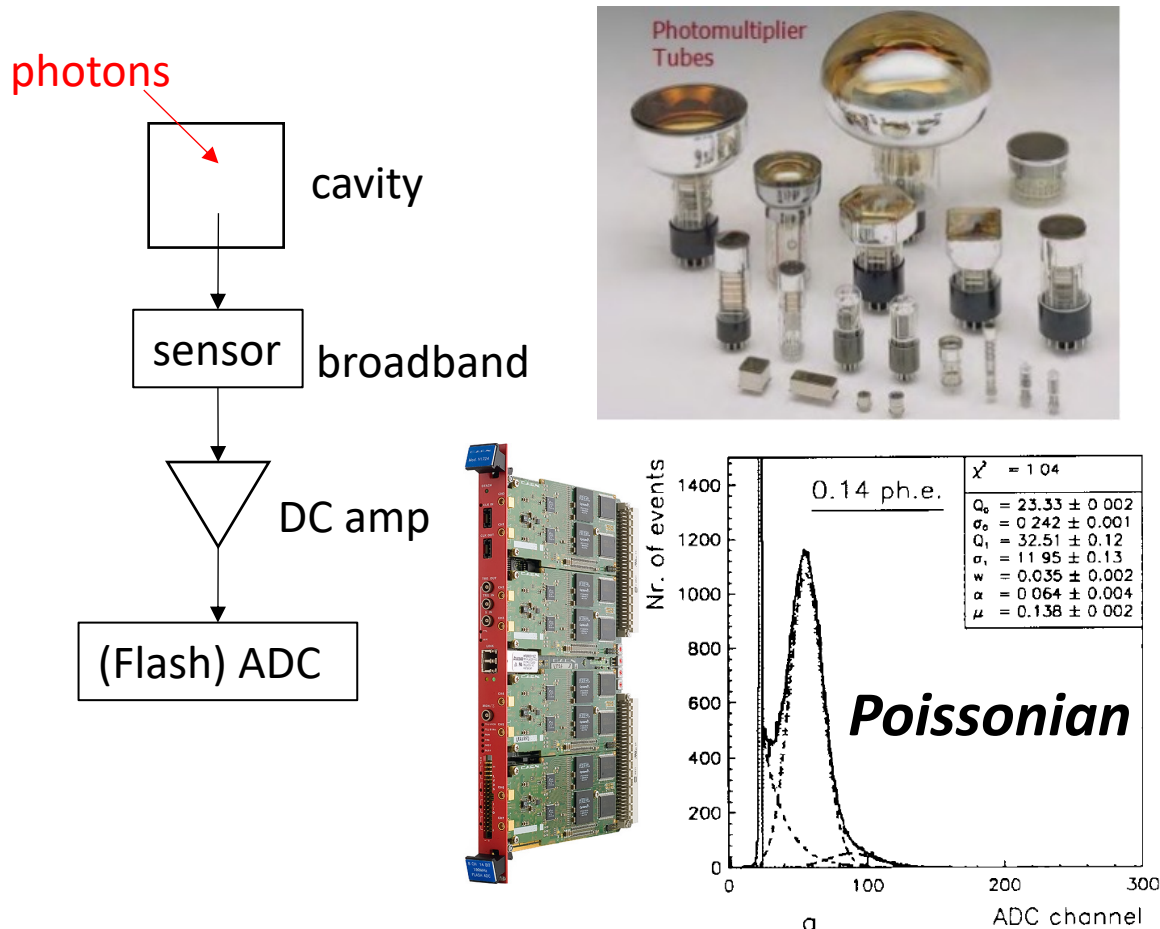 photons
cavity
sensor
broadband
DC amp
(Flash) ADC
Photomultiplier
Tubes
Nr. of events
1400
1200
1000
800
600
400
200
0
0
100
200
300
a
ADC channel
0.14 ph.e.
χ² = 1.04
Q₀ = 23.33 ± 0.002
σ₀ = 0.242 ± 0.001
Q₁ = 32.51 ± 0.12
σ₁ = 11.95 ± 0.13
w = 0.035 ± 0.002
α = 0.064 ± 0.004
μ = 0.138 ± 0.002
Poissonian